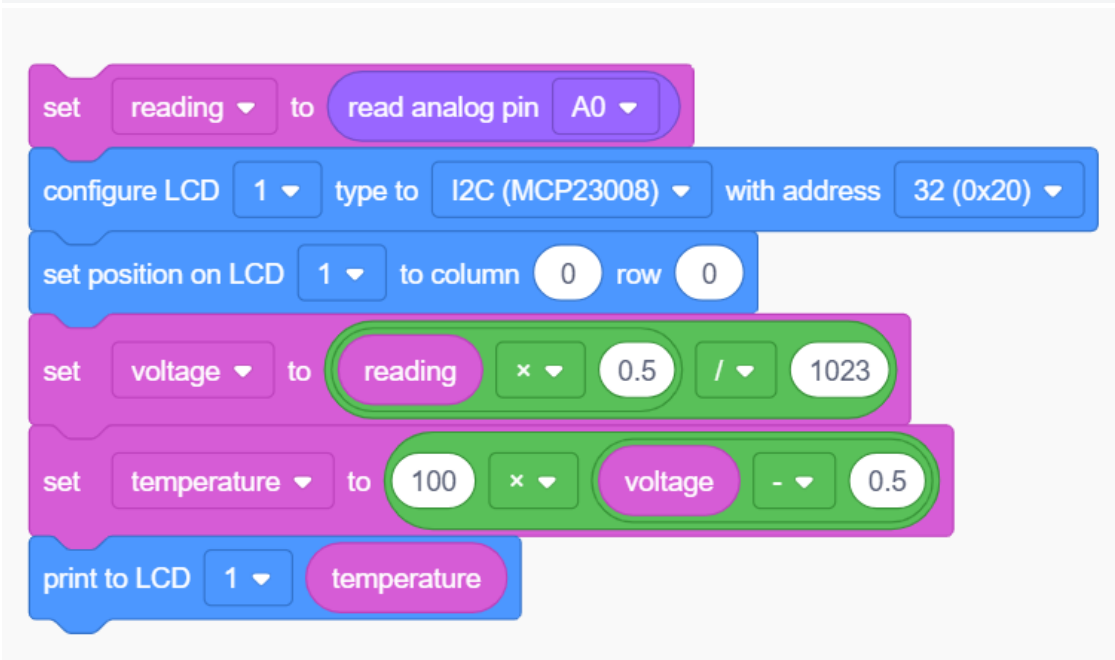 set reading to read analog pin A0
configure LCD 1 type to I2C (MCP23008) with address 32 (0x20)
set position on LCD 1 to column 0 row 0
set voltage to reading × 0.5 / 1023
set temperature to 100 × voltage - 0.5
print to LCD 1 temperature